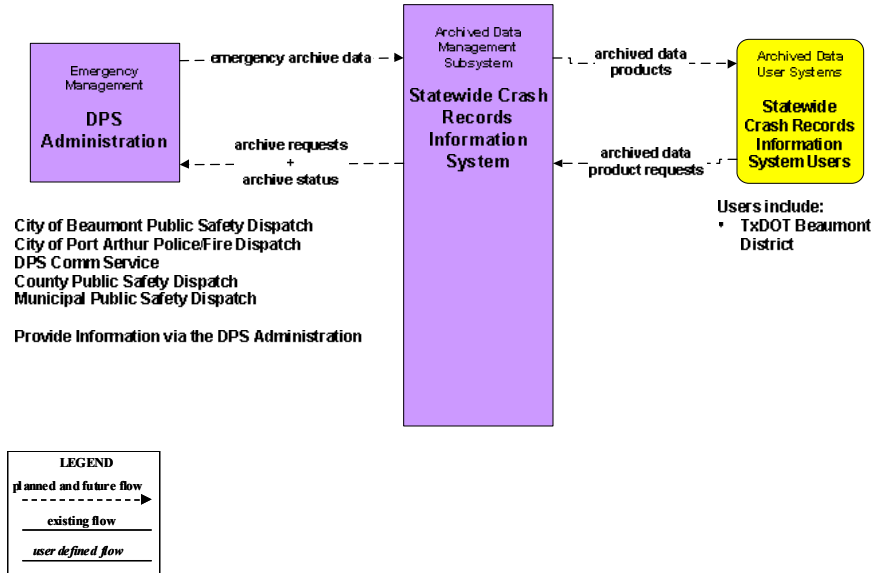 Emergency
Management
DPS
Administration
emergency archive data
archive requests
+
archive status
Archived Data
Management
Subsystem
Statewide Crash
Records
Information
System
archived data
products
archived data
product requests
Archived Data
User Systems
Statewide
Crash Records
Information
System Users
Users include:
• TxDOT Beaumont
District
City of Beaumont Public Safety Dispatch
City of Port Arthur Police/Fire Dispatch
DPS Comm Service
County Public Safety Dispatch
Municipal Public Safety Dispatch
Provide Information via the DPS Administration
LEGEND
planned and future flow
existing flow
user defined flow